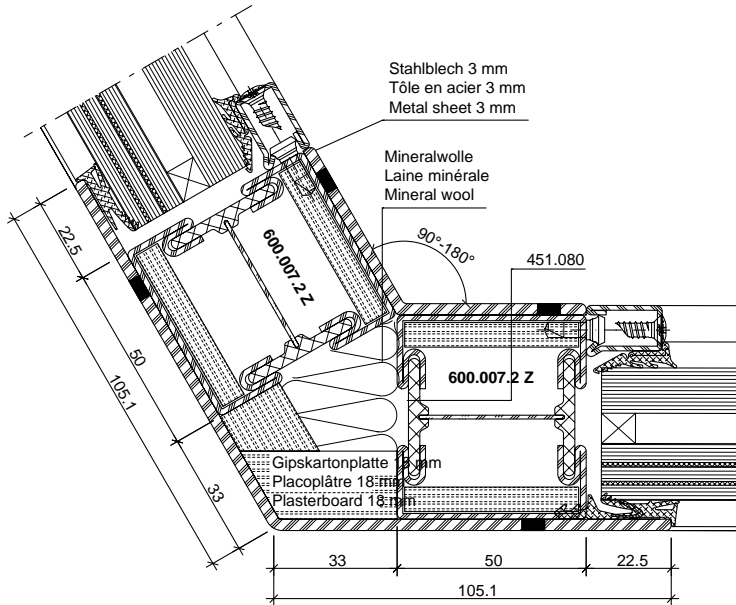 Stahlblech 3 mm
Tôle en acier 3 mm
Metal sheet 3 mm
Mineralwolle
Laine minérale
Mineral wool
90°-180°
451.080
22.5
600.007.2 Z
50
105.1
600.007.2 Z
33
Gipskartonplatte 18 mm
Placoplâtre 18 mm
Plasterboard 18 mm
33
50
22.5
105.1